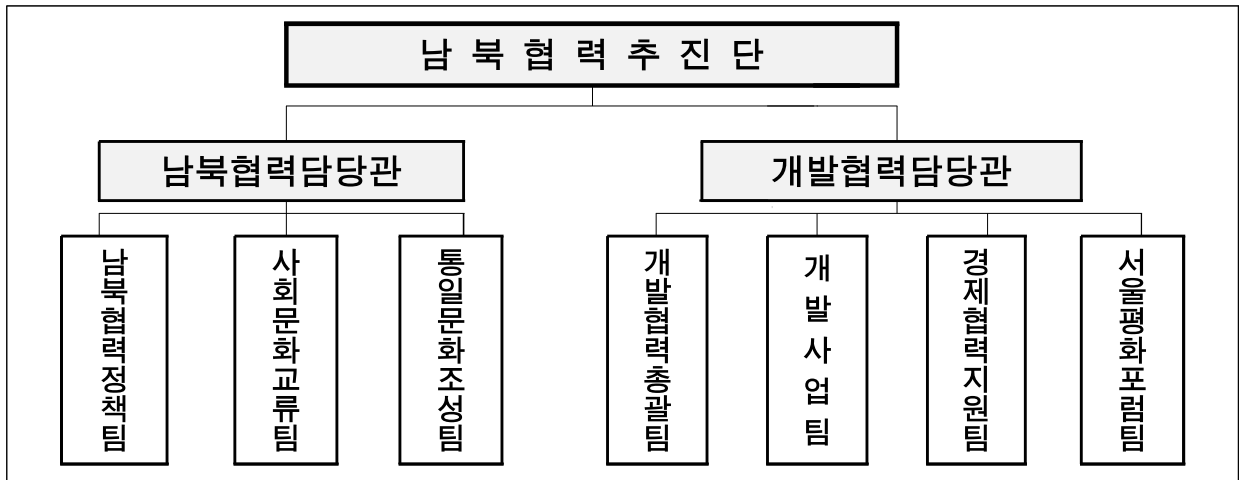 남북협력추진단
남북협력담당관
개발협력담당관
남북협력정책팀
사회문화교류팀
통일문화조성팀
개발협력총괄팀
개발사업팀
경제협력지원팀
서울평화포럼팀